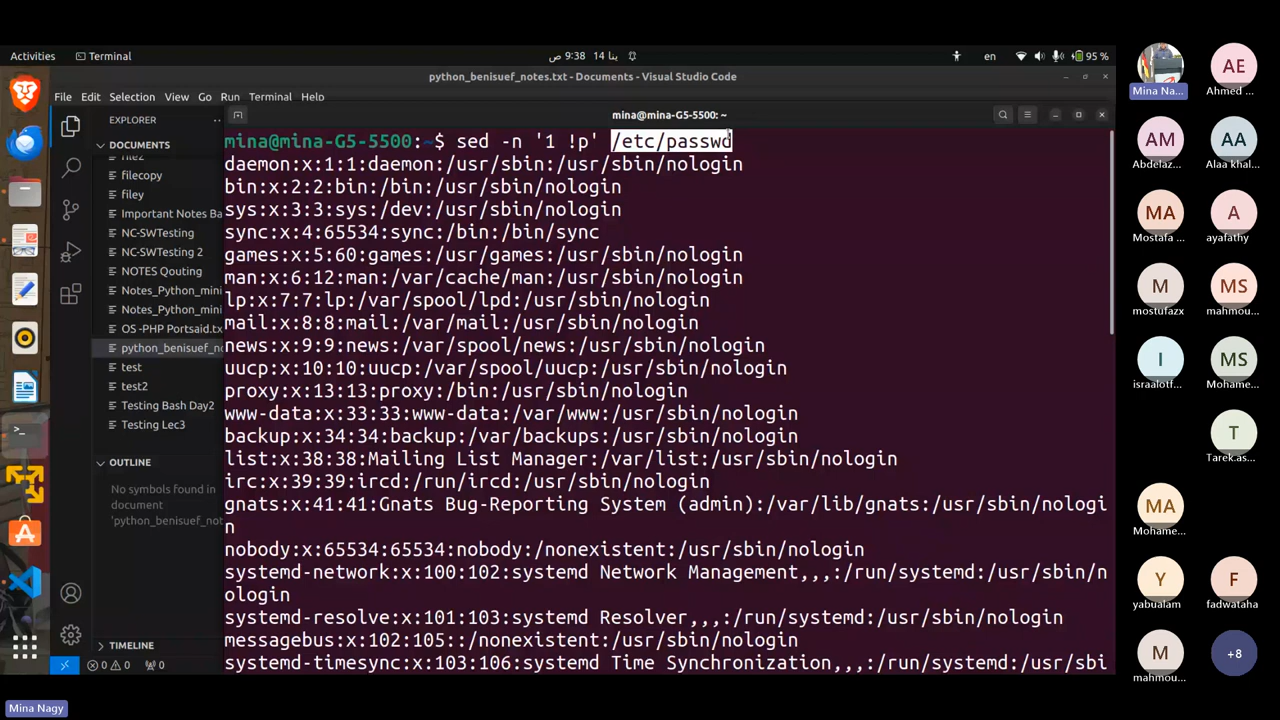 Activities
Terminal
ص 9:38
14 ينا
en
95 %
python_benisuef_notes.txt - Documents - Visual Studio Code
File Edit Selection View Go Run Terminal Help
EXPLORER
DOCUMENTS
file2
filecopy
filey
Important Notes Ba
NC-SWTesting
NC-SWTesting 2
NOTES Qouting
Notes_Python_mini
Notes_Python_mini
OS -PHP Portsaid.tx
python_benisuef_no
test
test2
Testing Bash Day2
Testing Lec3
OUTLINE
No symbols found in
document
'python_benisuef_not
TIMELINE
0 0 0
mina@mina-G5-5500: ~
mina@mina-G5-5500:~$ sed -n '1 !p' /etc/passwd
daemon:x:1:1:daemon:/usr/sbin:/usr/sbin/nologin
bin:x:2:2:bin:/bin:/usr/sbin/nologin
sys:x:3:3:sys:/dev:/usr/sbin/nologin
sync:x:4:65534:sync:/bin:/bin/sync
games:x:5:60:games:/usr/games:/usr/sbin/nologin
man:x:6:12:man:/var/cache/man:/usr/sbin/nologin
lp:x:7:7:lp:/var/spool/lpd:/usr/sbin/nologin
mail:x:8:8:mail:/var/mail:/usr/sbin/nologin
news:x:9:9:news:/var/spool/news:/usr/sbin/nologin
uucp:x:10:10:uucp:/var/spool/uucp:/usr/sbin/nologin
proxy:x:13:13:proxy:/bin:/usr/sbin/nologin
www-data:x:33:33:www-data:/var/www:/usr/sbin/nologin
backup:x:34:34:backup:/var/backups:/usr/sbin/nologin
list:x:38:38:Mailing List Manager:/var/list:/usr/sbin/nologin
irc:x:39:39:ircd:/run/ircd:/usr/sbin/nologin
gnats:x:41:41:Gnats Bug-Reporting System (admin):/var/lib/gnats:/usr/sbin/nologi
n
nobody:x:65534:65534:nobody:/nonexistent:/usr/sbin/nologin
systemd-network:x:100:102:systemd Network Management,,,:/run/systemd:/usr/sbin/n
ologin
systemd-resolve:x:101:103:systemd Resolver,,,:/run/systemd:/usr/sbin/nologin
messagebus:x:102:105::/nonexistent:/usr/sbin/nologin
systemd-timesync:x:103:106:systemd Time Synchronization,,,:/run/systemd:/usr/sbi
Mina Na...
AE
Ahmed ...
AM
Abdelaz...
AA
Alaa khal...
MA
Mostafa ...
A
ayafathy
M
mostufazx
MS
mahmou...
I
israalotf...
MS
Mohame...
T
Tarek.as...
MA
Mohame...
Y
yabualam
F
fadwataha
M
mahmou...
+8
Mina Nagy